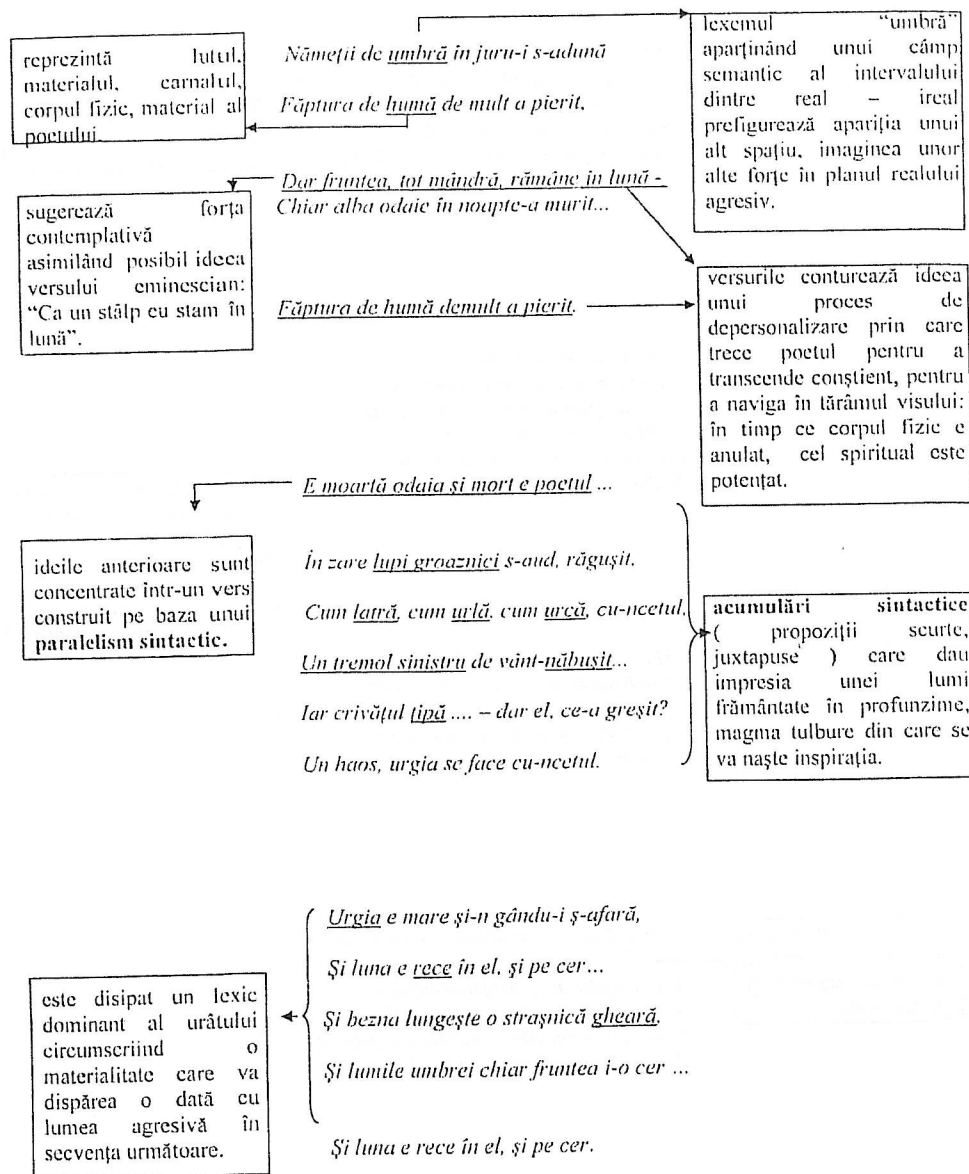 reprezintă lutul,
materialul, carnalul,
corpul fizic, material al
poetului.
Nămeții de umbră în juru-i s-adună
Făptura de humă de mult a pierit.
lexemul “umbră”
aparținând unui câmp
semantic al intervalului
dintre real – ireal
prefigurează apariția unui
alt spațiu, imaginea unor
alte forțe în planul realului
agresiv.
Dar fruntea, tot mândră, rămâne în lună -
Chiar alba odaie în noapte-a murit...
sugerează forța
contemplativă
asimilând posibil ideea
versului eminescian:
“Ca un stâlp eu stam în
lună”.
Făptura de humă demult a pierit.
versurile conturează ideea
unui proces de
depersonalizare prin care
trece poetul pentru a
transcende conștient, pentru
a naviga în tărâmul visului:
în timp ce corpul fizic e
anulat, cel spiritual este
potențat.
E moartă odaia și mort e poetul ...
ideile anterioare sunt
concentrate într-un vers
construit pe baza unui
paralelism sintactic.
În zare lupi groaznici s-aud, răgușit,
Cum latră, cum urlă, cum urcă, cu-ncetul,
Un tremol sinistru de vânt-năbușit...
Iar crivățul țipă .... – dar el, ce-a greșit?
Un haos, urgia se face cu-ncetul.
acumulări sintactice
( propoziții scurte,
juxtapuse ) care dau
impresia unei lumi
frământate în profunzime,
magma tulbure din care se
va naște inspirația.
Urgia e mare și-n gându-i ș-afară,
Și luna e rece în el, și pe cer...
Și bezna lungește o strașnică gheară,
Și lumile umbrei chiar fruntea i-o cer ...
Și luna e rece în el, și pe cer.
este disipat un lexic
dominant al urâtului
circumscriind o
materialitate care va
dispărea o dată cu
lumea agresivă în
secvența următoare.